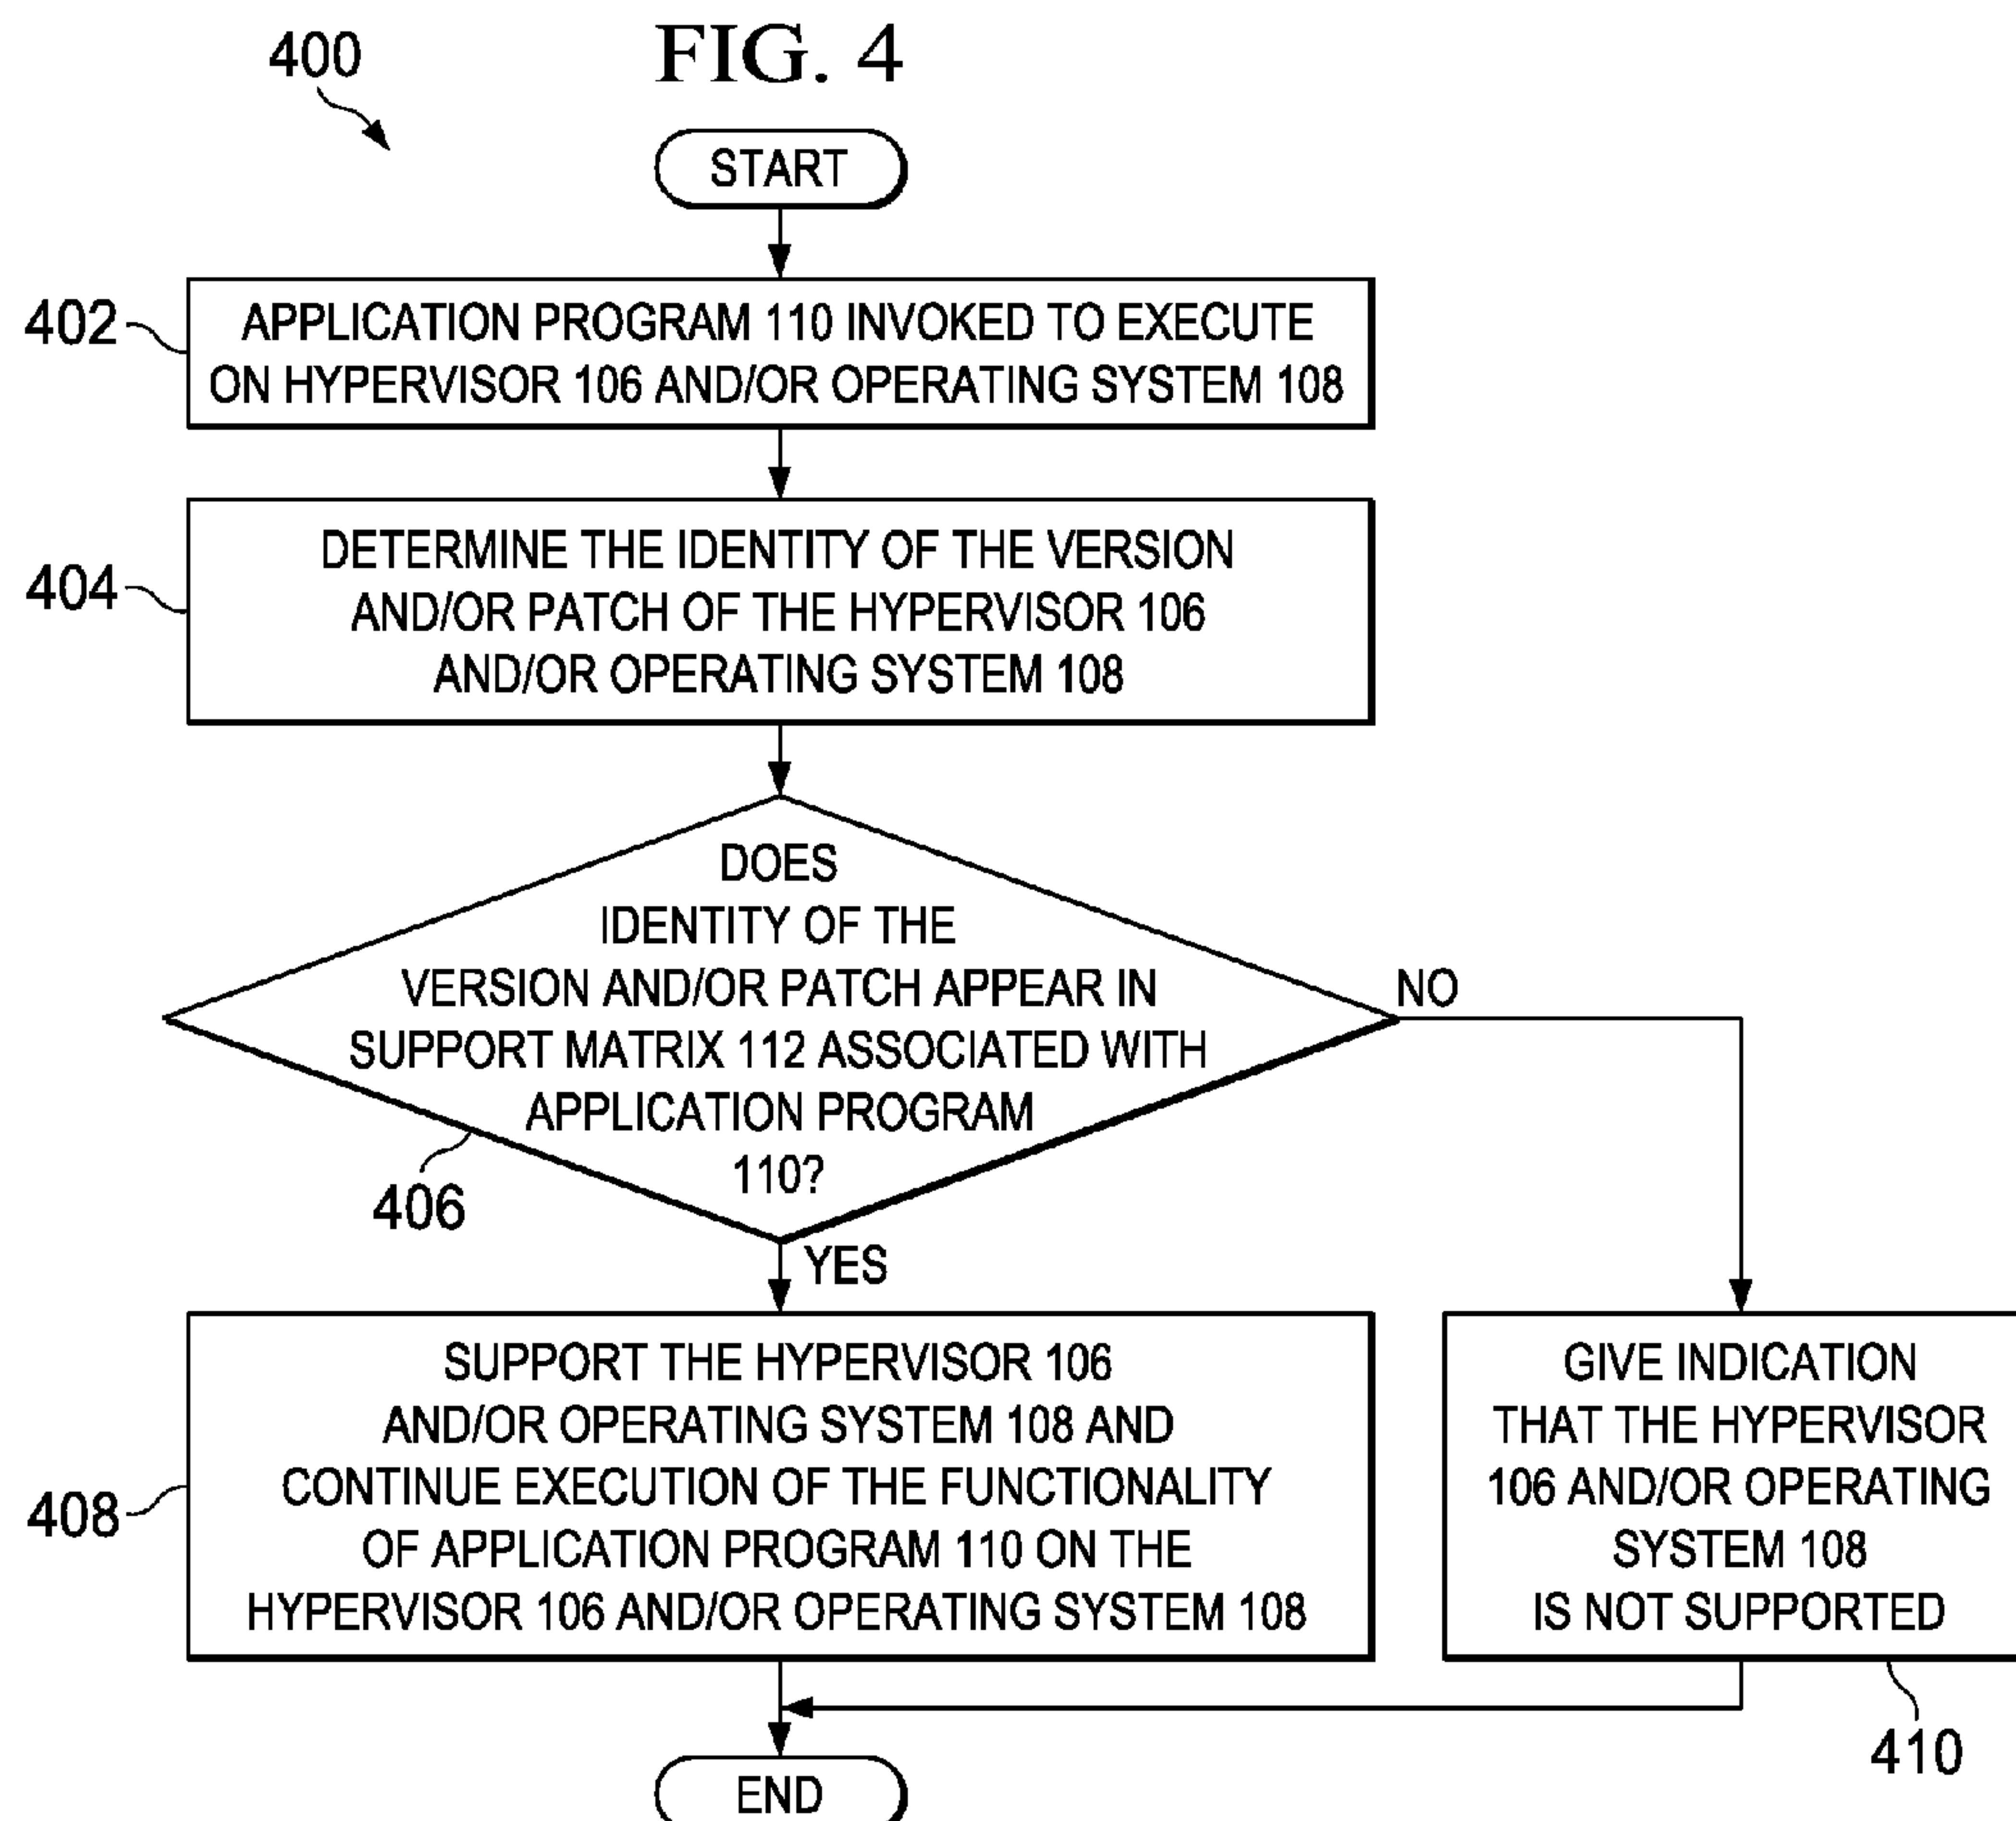 400
FIG. 4
START
402
APPLICATION PROGRAM 110 INVOKED TO EXECUTE
ON HYPERVISOR 106 AND/OR OPERATING SYSTEM 108
404
DETERMINE THE IDENTITY OF THE VERSION
AND/OR PATCH OF THE HYPERVISOR 106
AND/OR OPERATING SYSTEM 108
DOES
IDENTITY OF THE
VERSION AND/OR PATCH APPEAR IN
SUPPORT MATRIX 112 ASSOCIATED WITH
APPLICATION PROGRAM
110?
406
NO
YES
408
SUPPORT THE HYPERVISOR 106
AND/OR OPERATING SYSTEM 108 AND
CONTINUE EXECUTION OF THE FUNCTIONALITY
OF APPLICATION PROGRAM 110 ON THE
HYPERVISOR 106 AND/OR OPERATING SYSTEM 108
GIVE INDICATION
THAT THE HYPERVISOR
106 AND/OR OPERATING
SYSTEM 108
IS NOT SUPPORTED
410
END